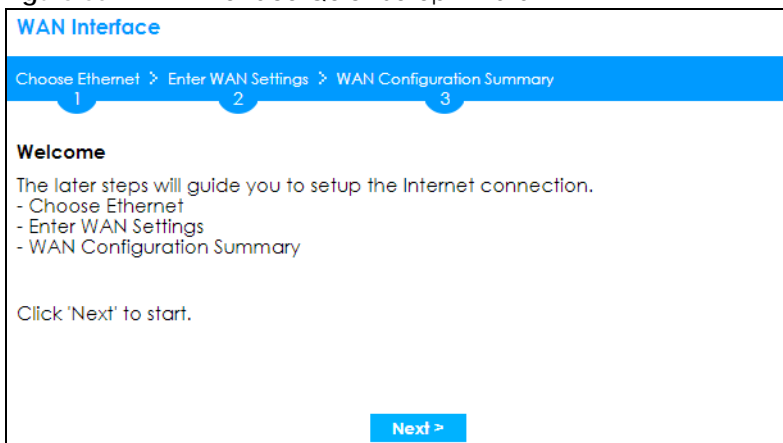 WAN Interface
Choose Ethernet > Enter WAN Settings > WAN Configuration Summary
1 2 3
Welcome
The later steps will guide you to setup the Internet connection.
- Choose Ethernet
- Enter WAN Settings
- WAN Configuration Summary
Click 'Next' to start.
Next >